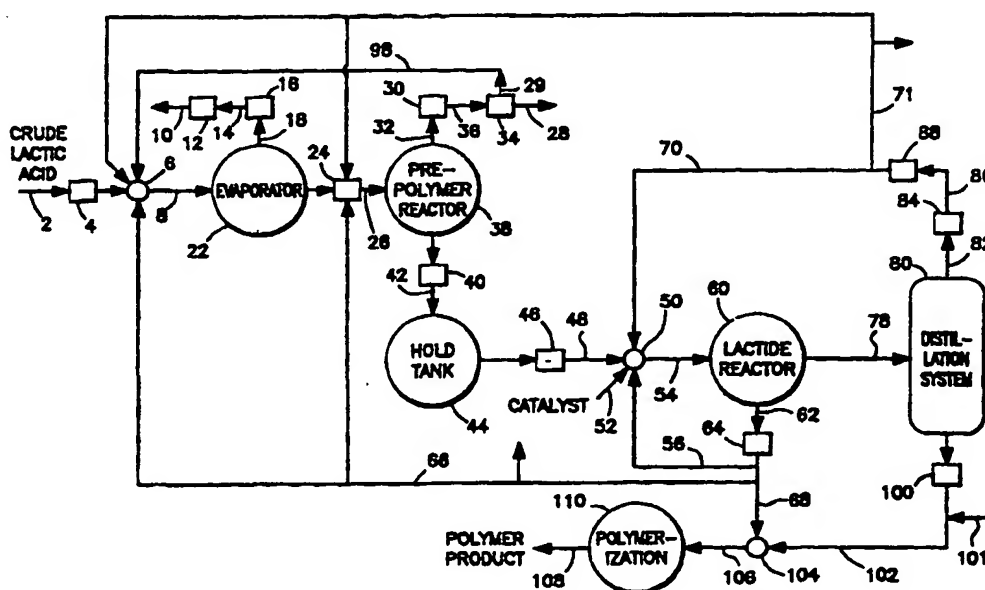 98
16
30
29
71
10
12
14
18
32
36
34
28
CRUDE
LACTIC
ACID
6
24
70
88
86
84
EVAPORATOR
PRE-
POLYMER
REACTOR
2
4
8
22
26
38
80
82
42
40
60
50
46
48
78
HOLD
TANK
LACTIDE
REACTOR
DISTIL-
LATION
SYSTEM
CATALYST
54
52
62
44
64
56
66
68
100
110
POLYMER
PRODUCT
POLYMER-
IZATION
108
106
104
102
101